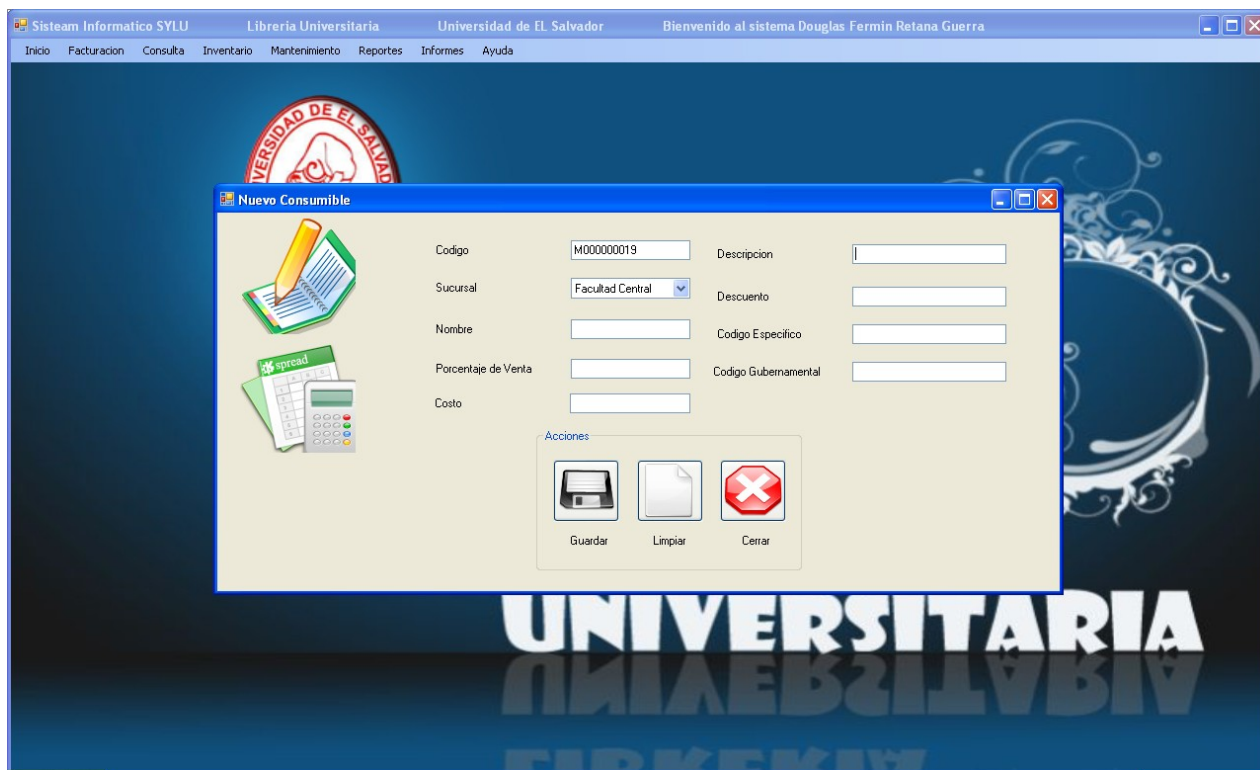 Sisteam Informatico SYLU Libreria Universitaria Universidad de EL Salvador Bienvenido al sistema Douglas Fermin Retana Guerra
Inicio Facturacion Consulta Inventario Mantenimiento Reportes Informes Ayuda
Nuevo Consumible
Codigo M000000019
Sucursal Facultad Central
Nombre
Porcentaje de Venta
Costo
Descripcion
Descuento
Codigo Especifico
Codigo Gubernamental
spread
Acciones
Guardar Limpiar Cerrar
UNIVERSITARIA